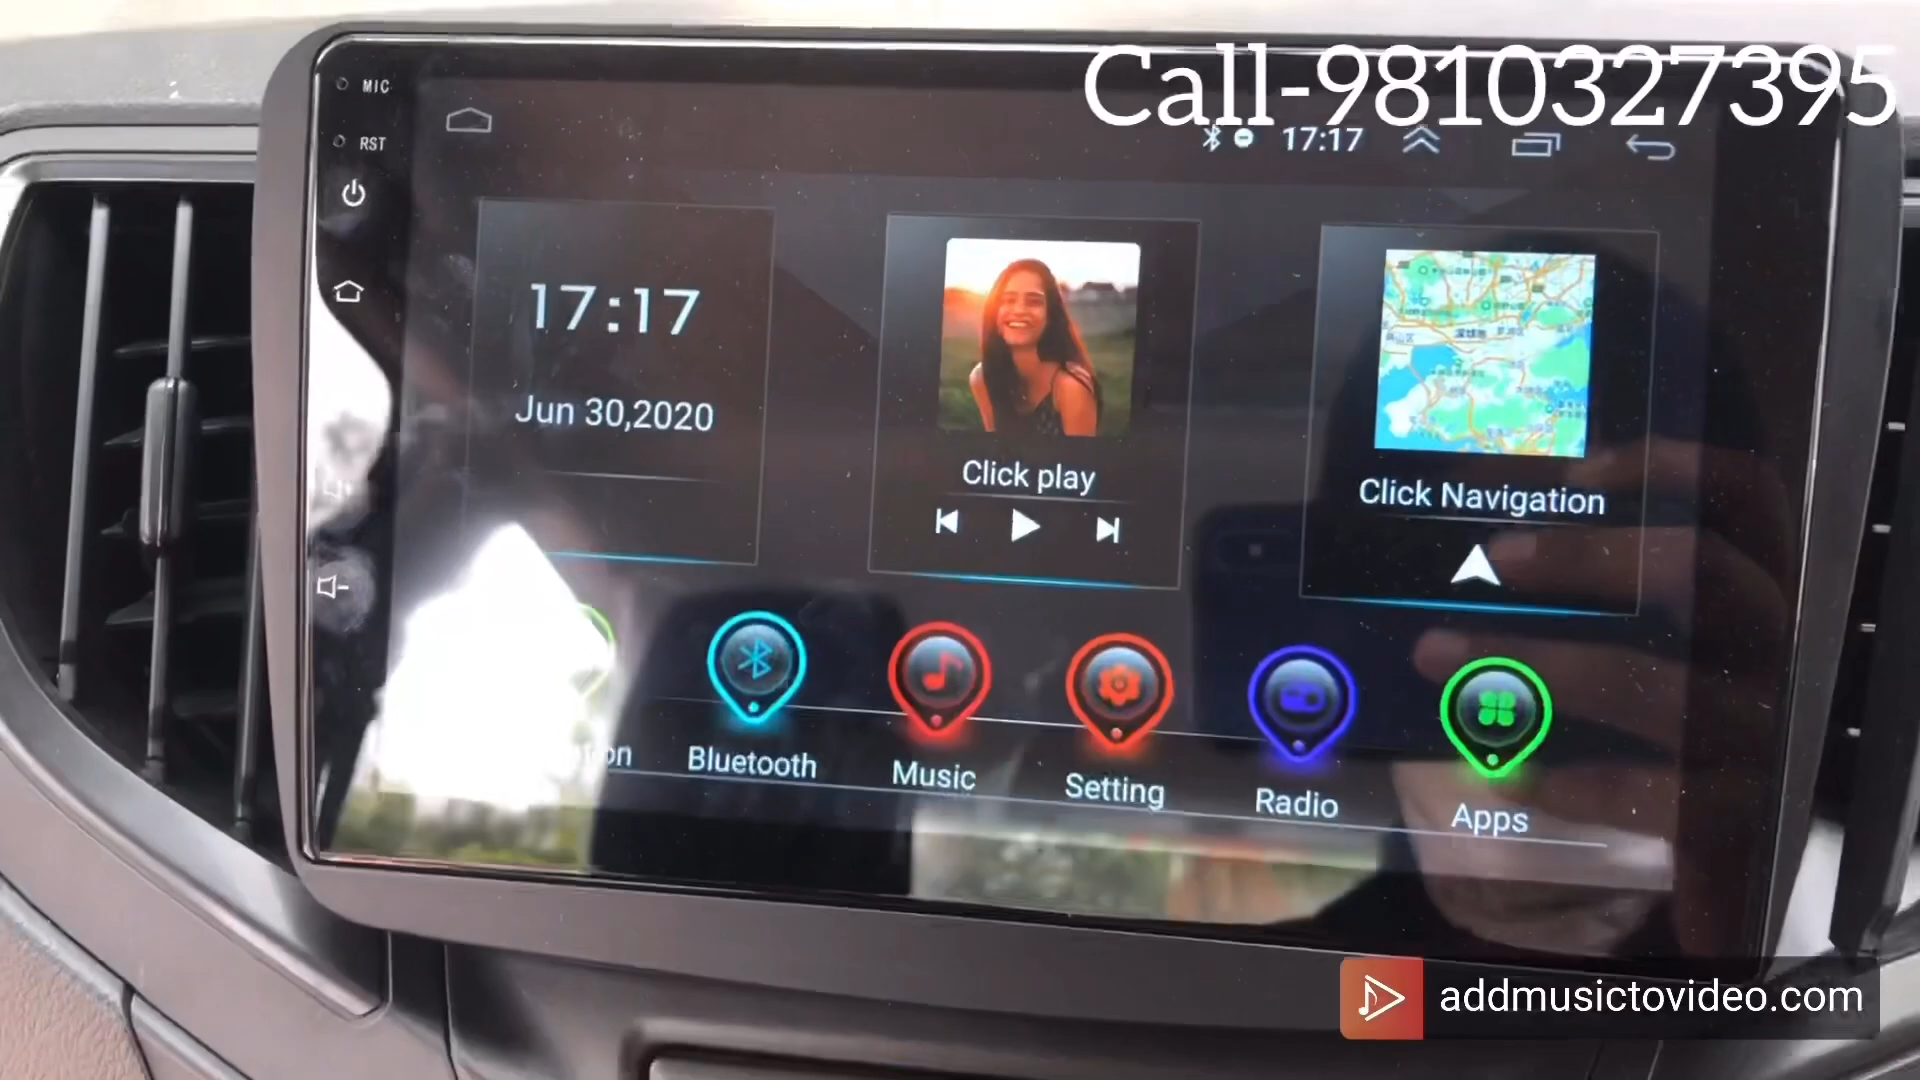 Call-9810327395
MIC
RST
17:17
17:17
Jun 30,2020
Click play
Click Navigation
Bluetooth
Music
Setting
Radio
Apps
addmusictovideo.com